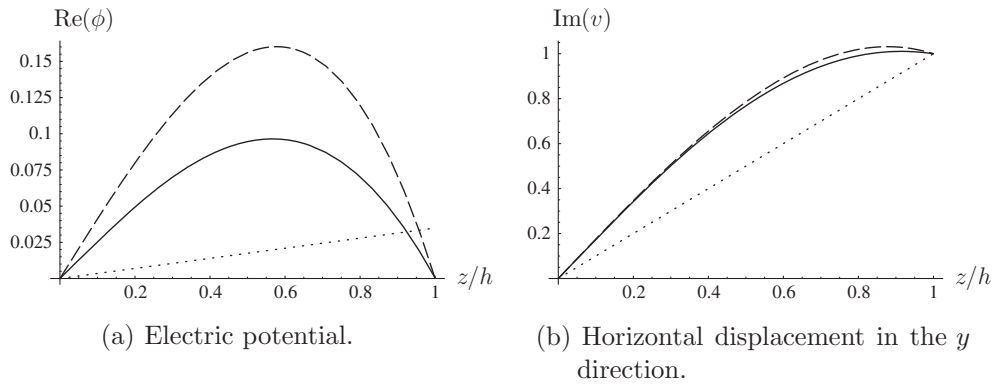 Re(ϕ)
0.15
0.125
0.1
0.075
0.05
0.025
0.2 0.4 0.6 0.8 1
z/h
(a) Electric potential.
Im(v)
1
0.8
0.6
0.4
0.2
0.2 0.4 0.6 0.8 1
z/h
(b) Horizontal displacement in the y
direction.